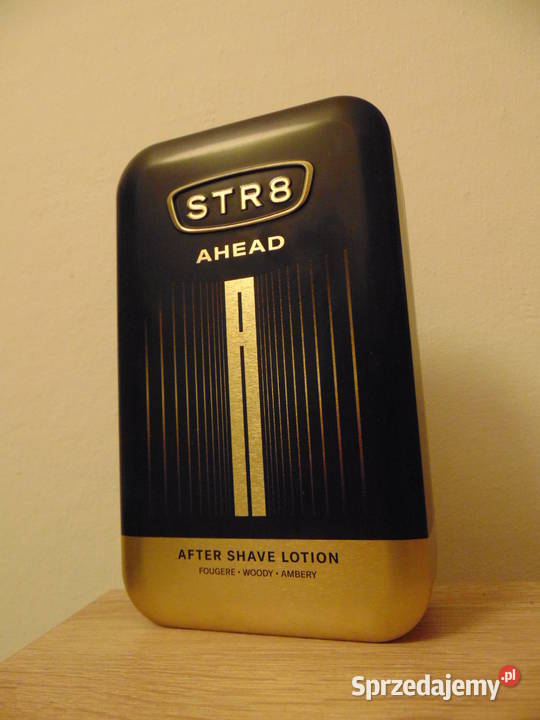 STR8
AHEAD
AFTER SHAVE LOTION
FOUGERE • WOODY • AMBERY
Sprzedajemy.pl